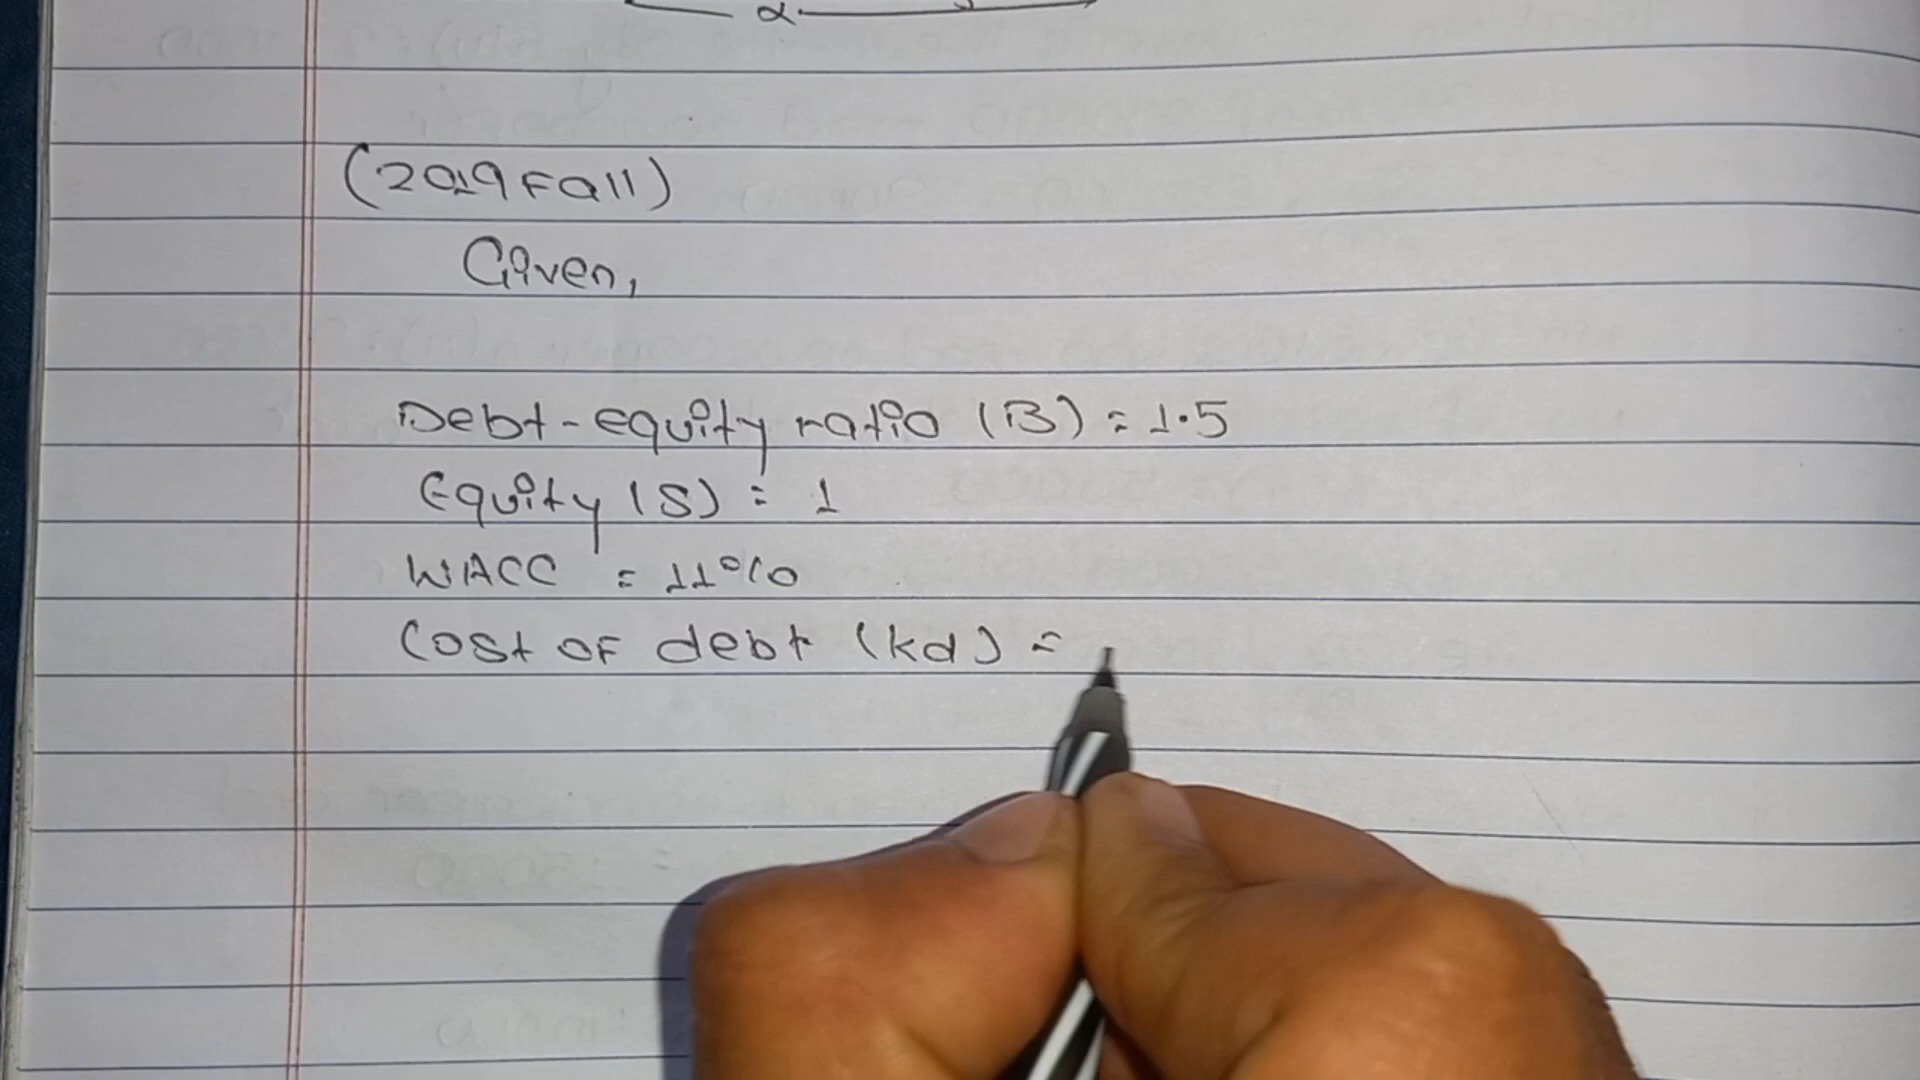 (2019 Fall)
Given,
Debt-equity ratio (B) = 1.5
Equity (S) = 1
WACC = 11%
Cost of debt (kd) =